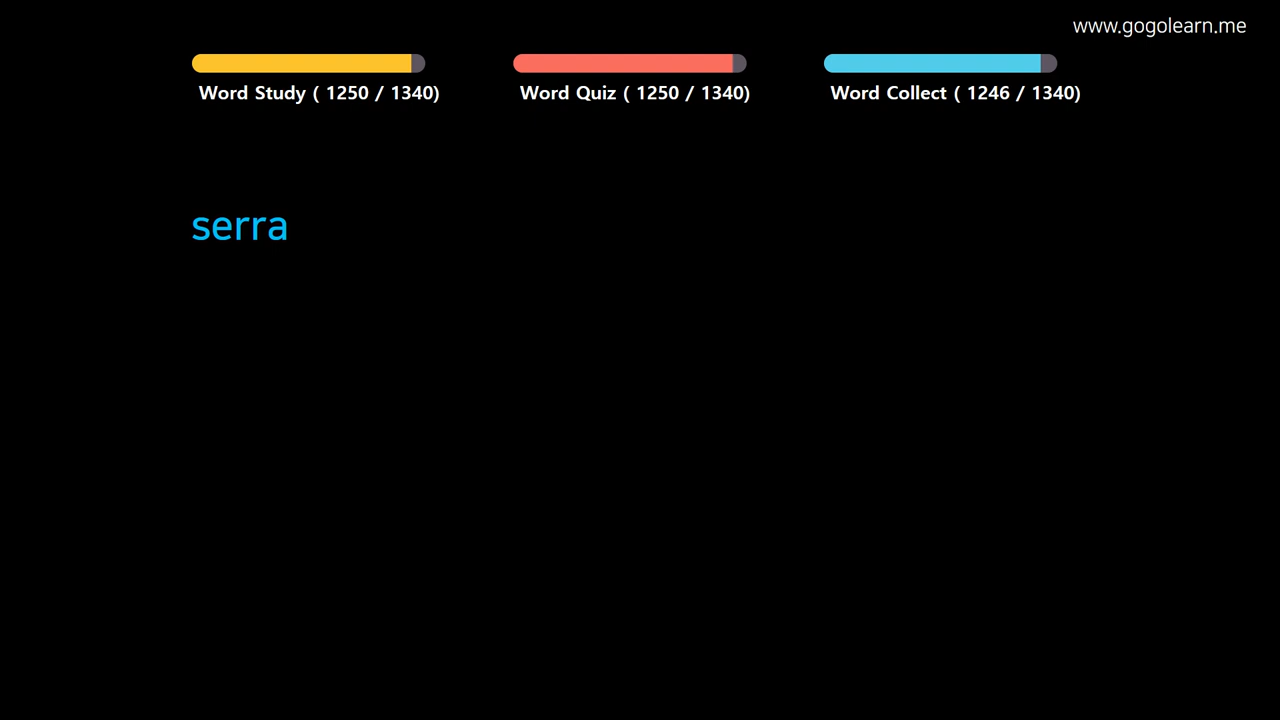 www.gogolearn.me
Word Study ( 1250 / 1340)
Word Quiz ( 1250 / 1340)
Word Collect ( 1246 / 1340)
serra